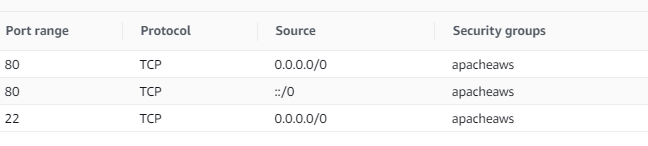 Port range Protocol Source Security groups
80 TCP 0.0.0.0/0 apacheaws
80 TCP ::/0 apacheaws
22 TCP 0.0.0.0/0 apacheaws